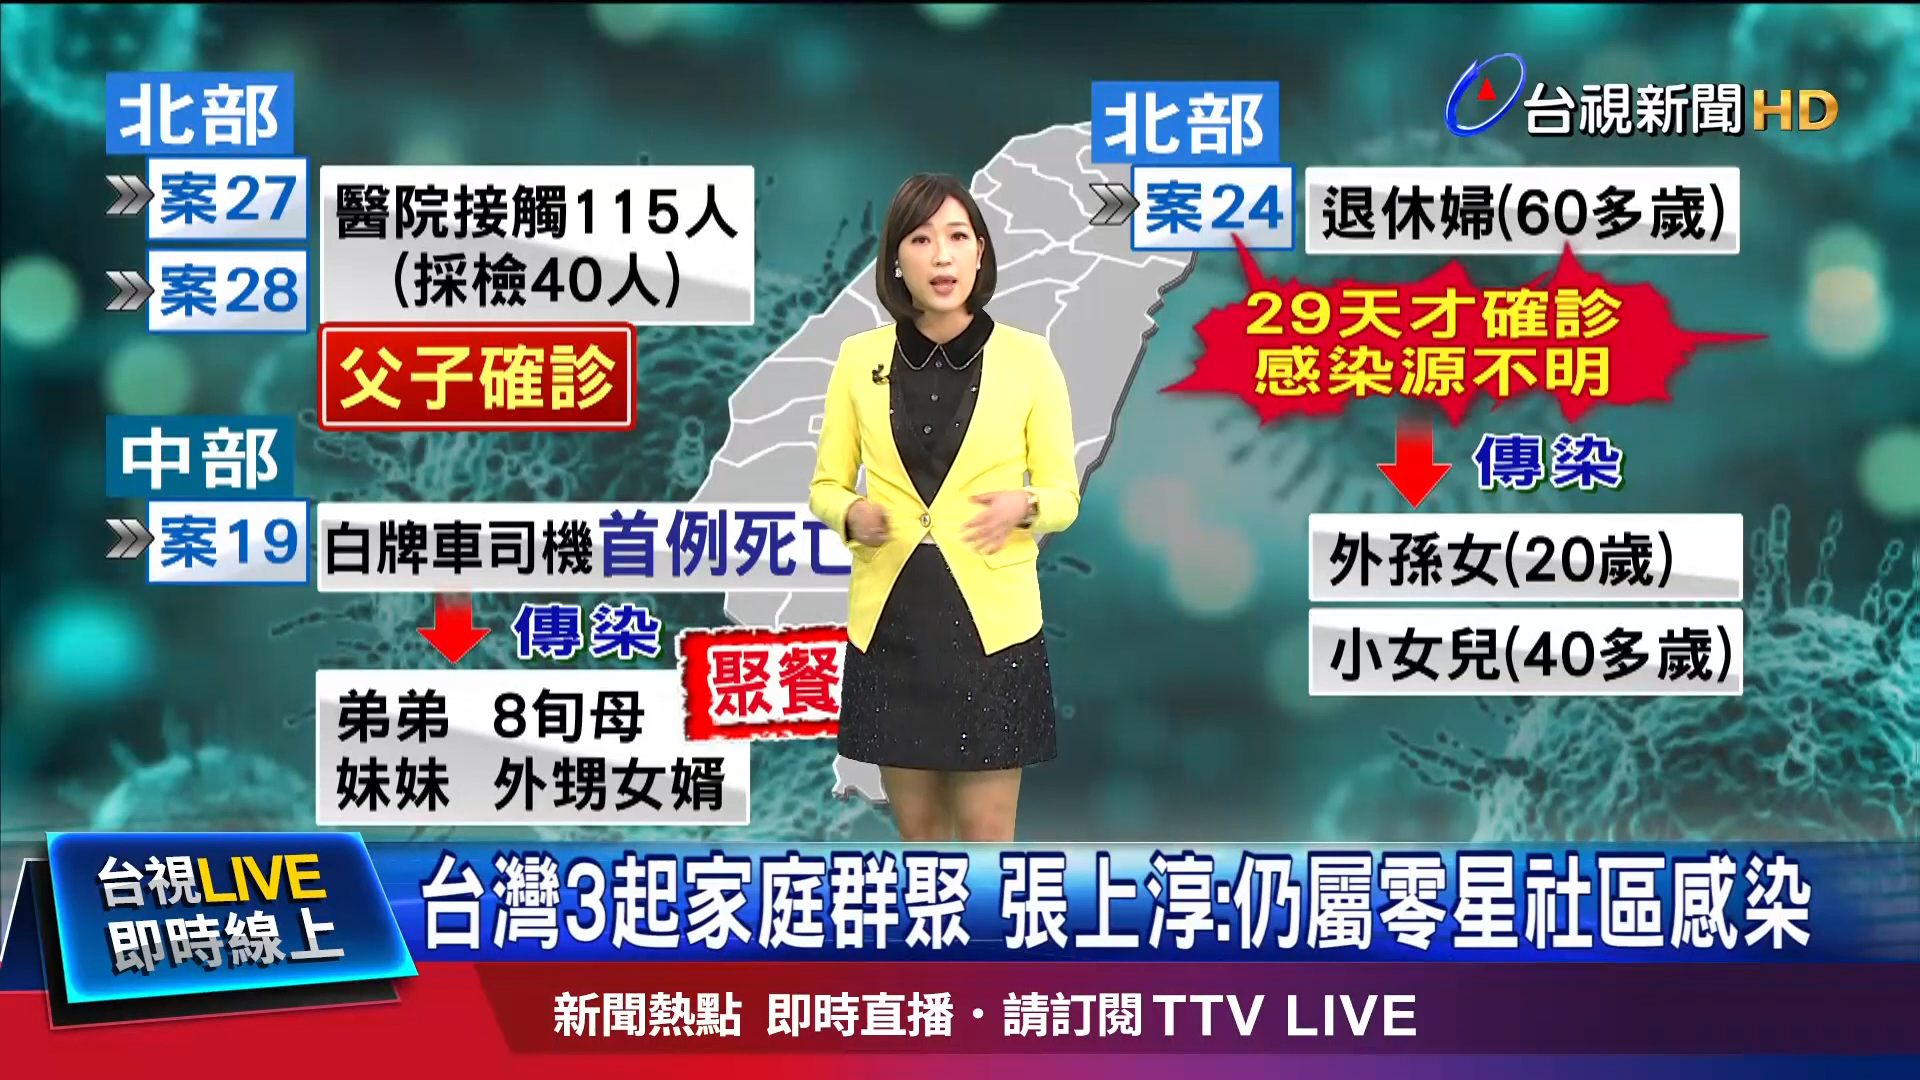 北部
案27
案28
醫院接觸115人
(採檢40人)
父子確診
中部
案19
白牌車司機首例死亡
傳染
聚餐
弟弟 8旬母
妹妹 外甥女婿
北部
案24
退休婦(60多歲)
29天才確診
感染源不明
傳染
外孫女(20歲)
小女兒(40多歲)
台視新聞HD
台視LIVE
即時線上
台灣3起家庭群聚 張上淳:仍屬零星社區感染
新聞熱點 即時直播·請訂閱TTV LIVE